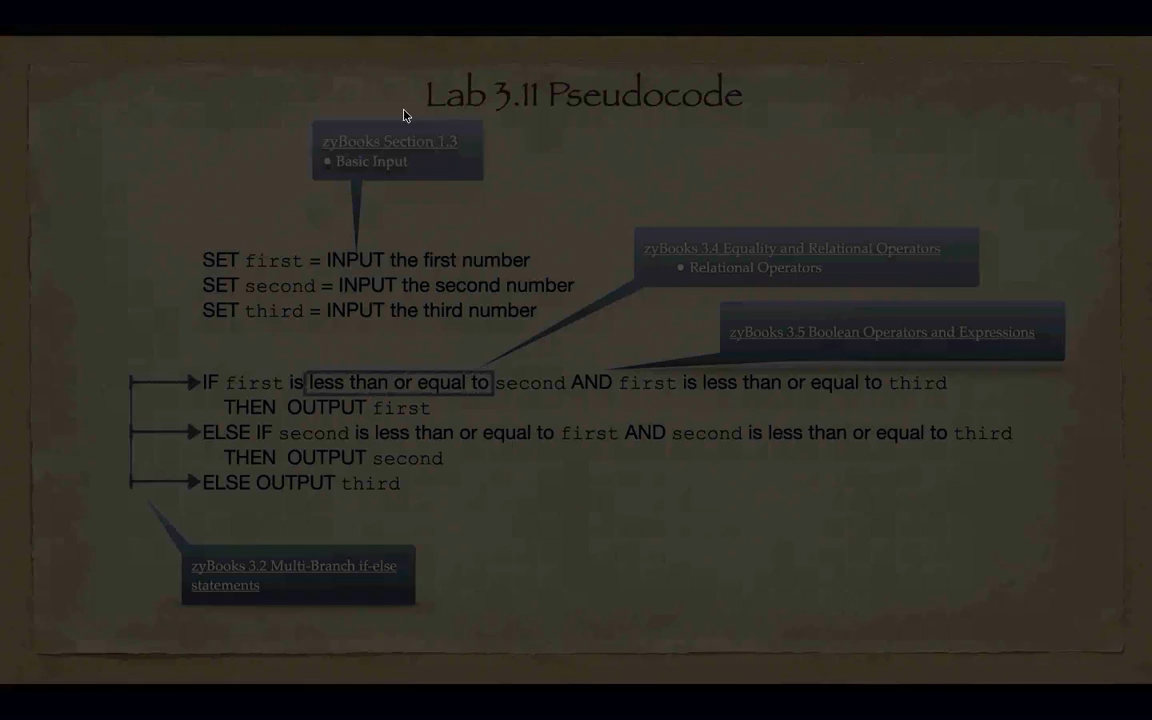 Lab 3.11 Pseudocode
zyBooks Section 1.3
• Basic Input
zyBooks 3.4 Equality and Relational Operators
• Relational Operators
SET first = INPUT the first number
SET second = INPUT the second number
SET third = INPUT the third number
zyBooks 3.5 Boolean Operators and Expressions
IF first is less than or equal to second AND first is less than or equal to third
THEN OUTPUT first
ELSE IF second is less than or equal to first AND second is less than or equal to third
THEN OUTPUT second
ELSE OUTPUT third
zyBooks 3.2 Multi-Branch if-else
statements